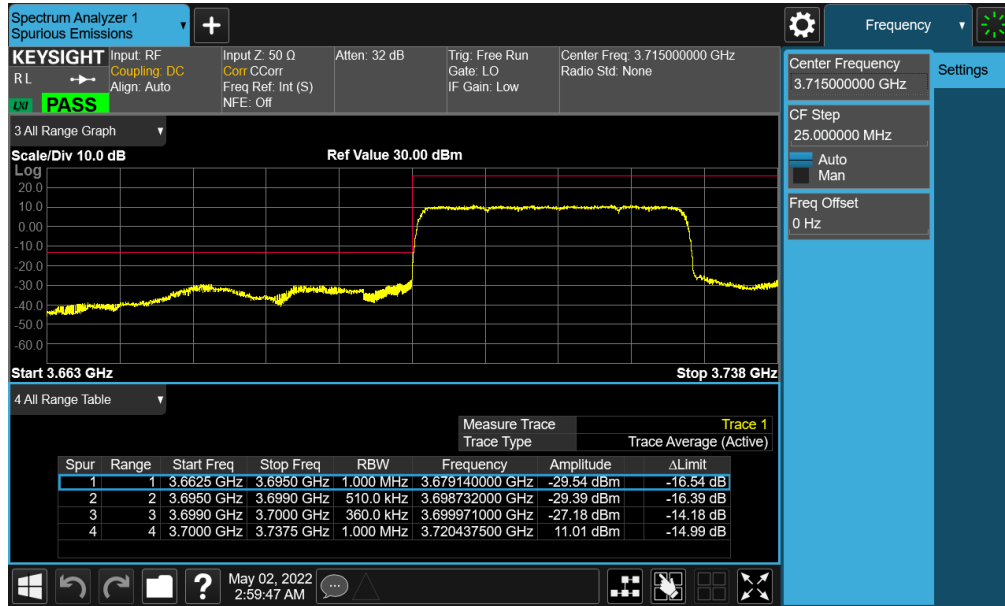 Spectrum Analyzer 1
Spurious Emissions
Frequency
KEYSIGHT
R L
LXI
PASS
Input: RF
Coupling: DC
Align: Auto
Input Z: 50 Ω
Corr CCorr
Freq Ref: Int (S)
NFE: Off
Atten: 32 dB
Trig: Free Run
Gate: LO
IF Gain: Low
Center Freq: 3.715000000 GHz
Radio Std: None
3 All Range Graph
Scale/Div 10.0 dB
Ref Value 30.00 dBm
Log
20.0
10.0
0.00
-10.0
-20.0
-30.0
-40.0
-50.0
-60.0
Start 3.663 GHz
Stop 3.738 GHz
4 All Range Table
Measure Trace Trace 1
Trace Type Trace Average (Active)
Spur Range Start Freq Stop Freq RBW Frequency Amplitude ΔLimit
1 1 3.6625 GHz 3.6950 GHz 1.000 MHz 3.679140000 GHz -29.54 dBm -16.54 dB
2 2 3.6950 GHz 3.6990 GHz 510.0 kHz 3.698732000 GHz -29.39 dBm -16.39 dB
3 3 3.6990 GHz 3.7000 GHz 360.0 kHz 3.699971000 GHz -27.18 dBm -14.18 dB
4 4 3.7000 GHz 3.7375 GHz 1.000 MHz 3.720437500 GHz 11.01 dBm -14.99 dB
May 02, 2022
2:59:47 AM
Center Frequency
3.715000000 GHz
CF Step
25.000000 MHz
Auto
Man
Freq Offset
0 Hz
Settings